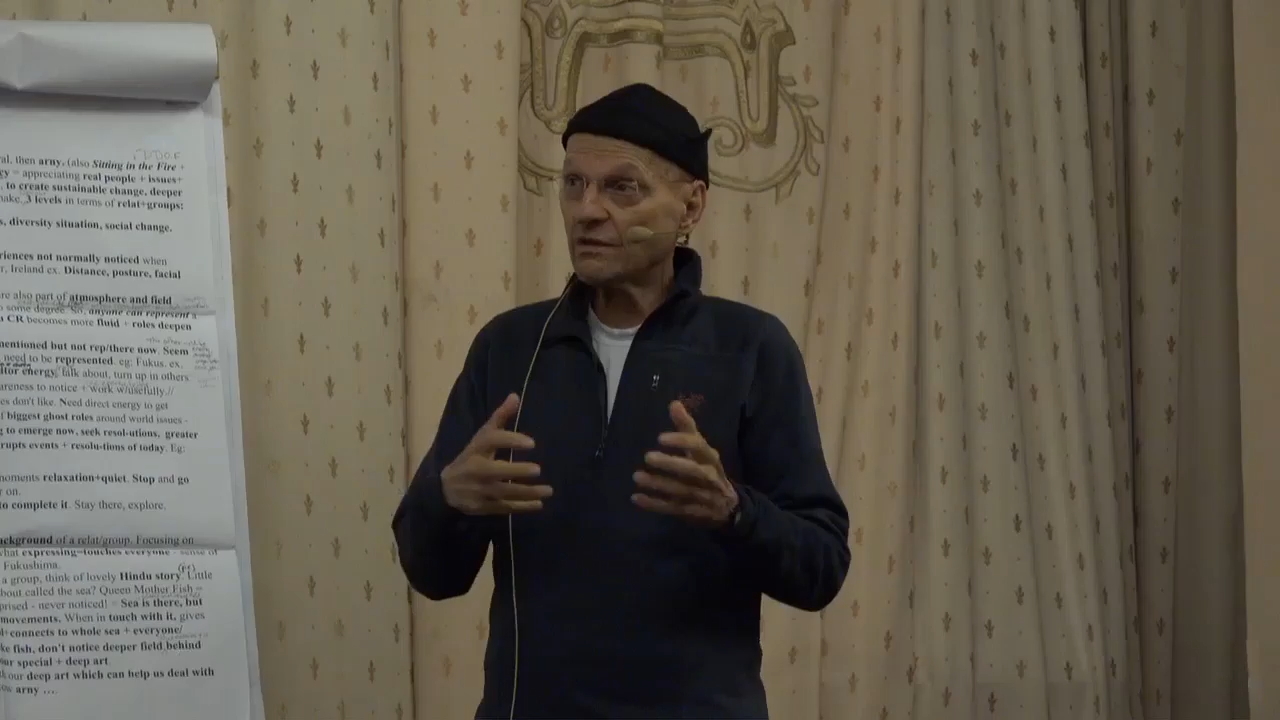 al, then arny. (also Sitting in the Fire +
cy = appreciating real people + issues+
. to create sustainable change, deeper
make. 3 levels in terms of relat+groups:
s, diversity situation, social change.
riences not normally noticed when
r, Ireland ex. Distance, posture, facial
re also part of atmosphere and field
o some degree. So, anyone can represent a
CR becomes more fluid + roles deepen
mentioned but not rep/there now. Seem
need to be represented. eg: Fukus. ex.
energy, talk about, turn up in others
areness to notice + work w/usefully.//
es don't like. Need direct energy to get
f biggest ghost roles around world issues -
g to emerge now, seek resol-utions, greater
rupts events + resolu-tims of today. Eg:
moments relaxation+quiet. Stop and go
r on.
to complete it. Stay there, explore.
ackground of a relat/group. Focusing on
what expressing=touches everyone - sense of
Fukushima.
a group, think of lovely Hindu story. Little
bout called the sea? Queen Mother Fish =
prised - never noticed! = Sea is there, but
movements. When in touch with it, gives
l+connects to whole sea + everyone/
ke fish, don't notice deeper field behind
our special + deep art
our deep art which can help us deal with
ow arny ....